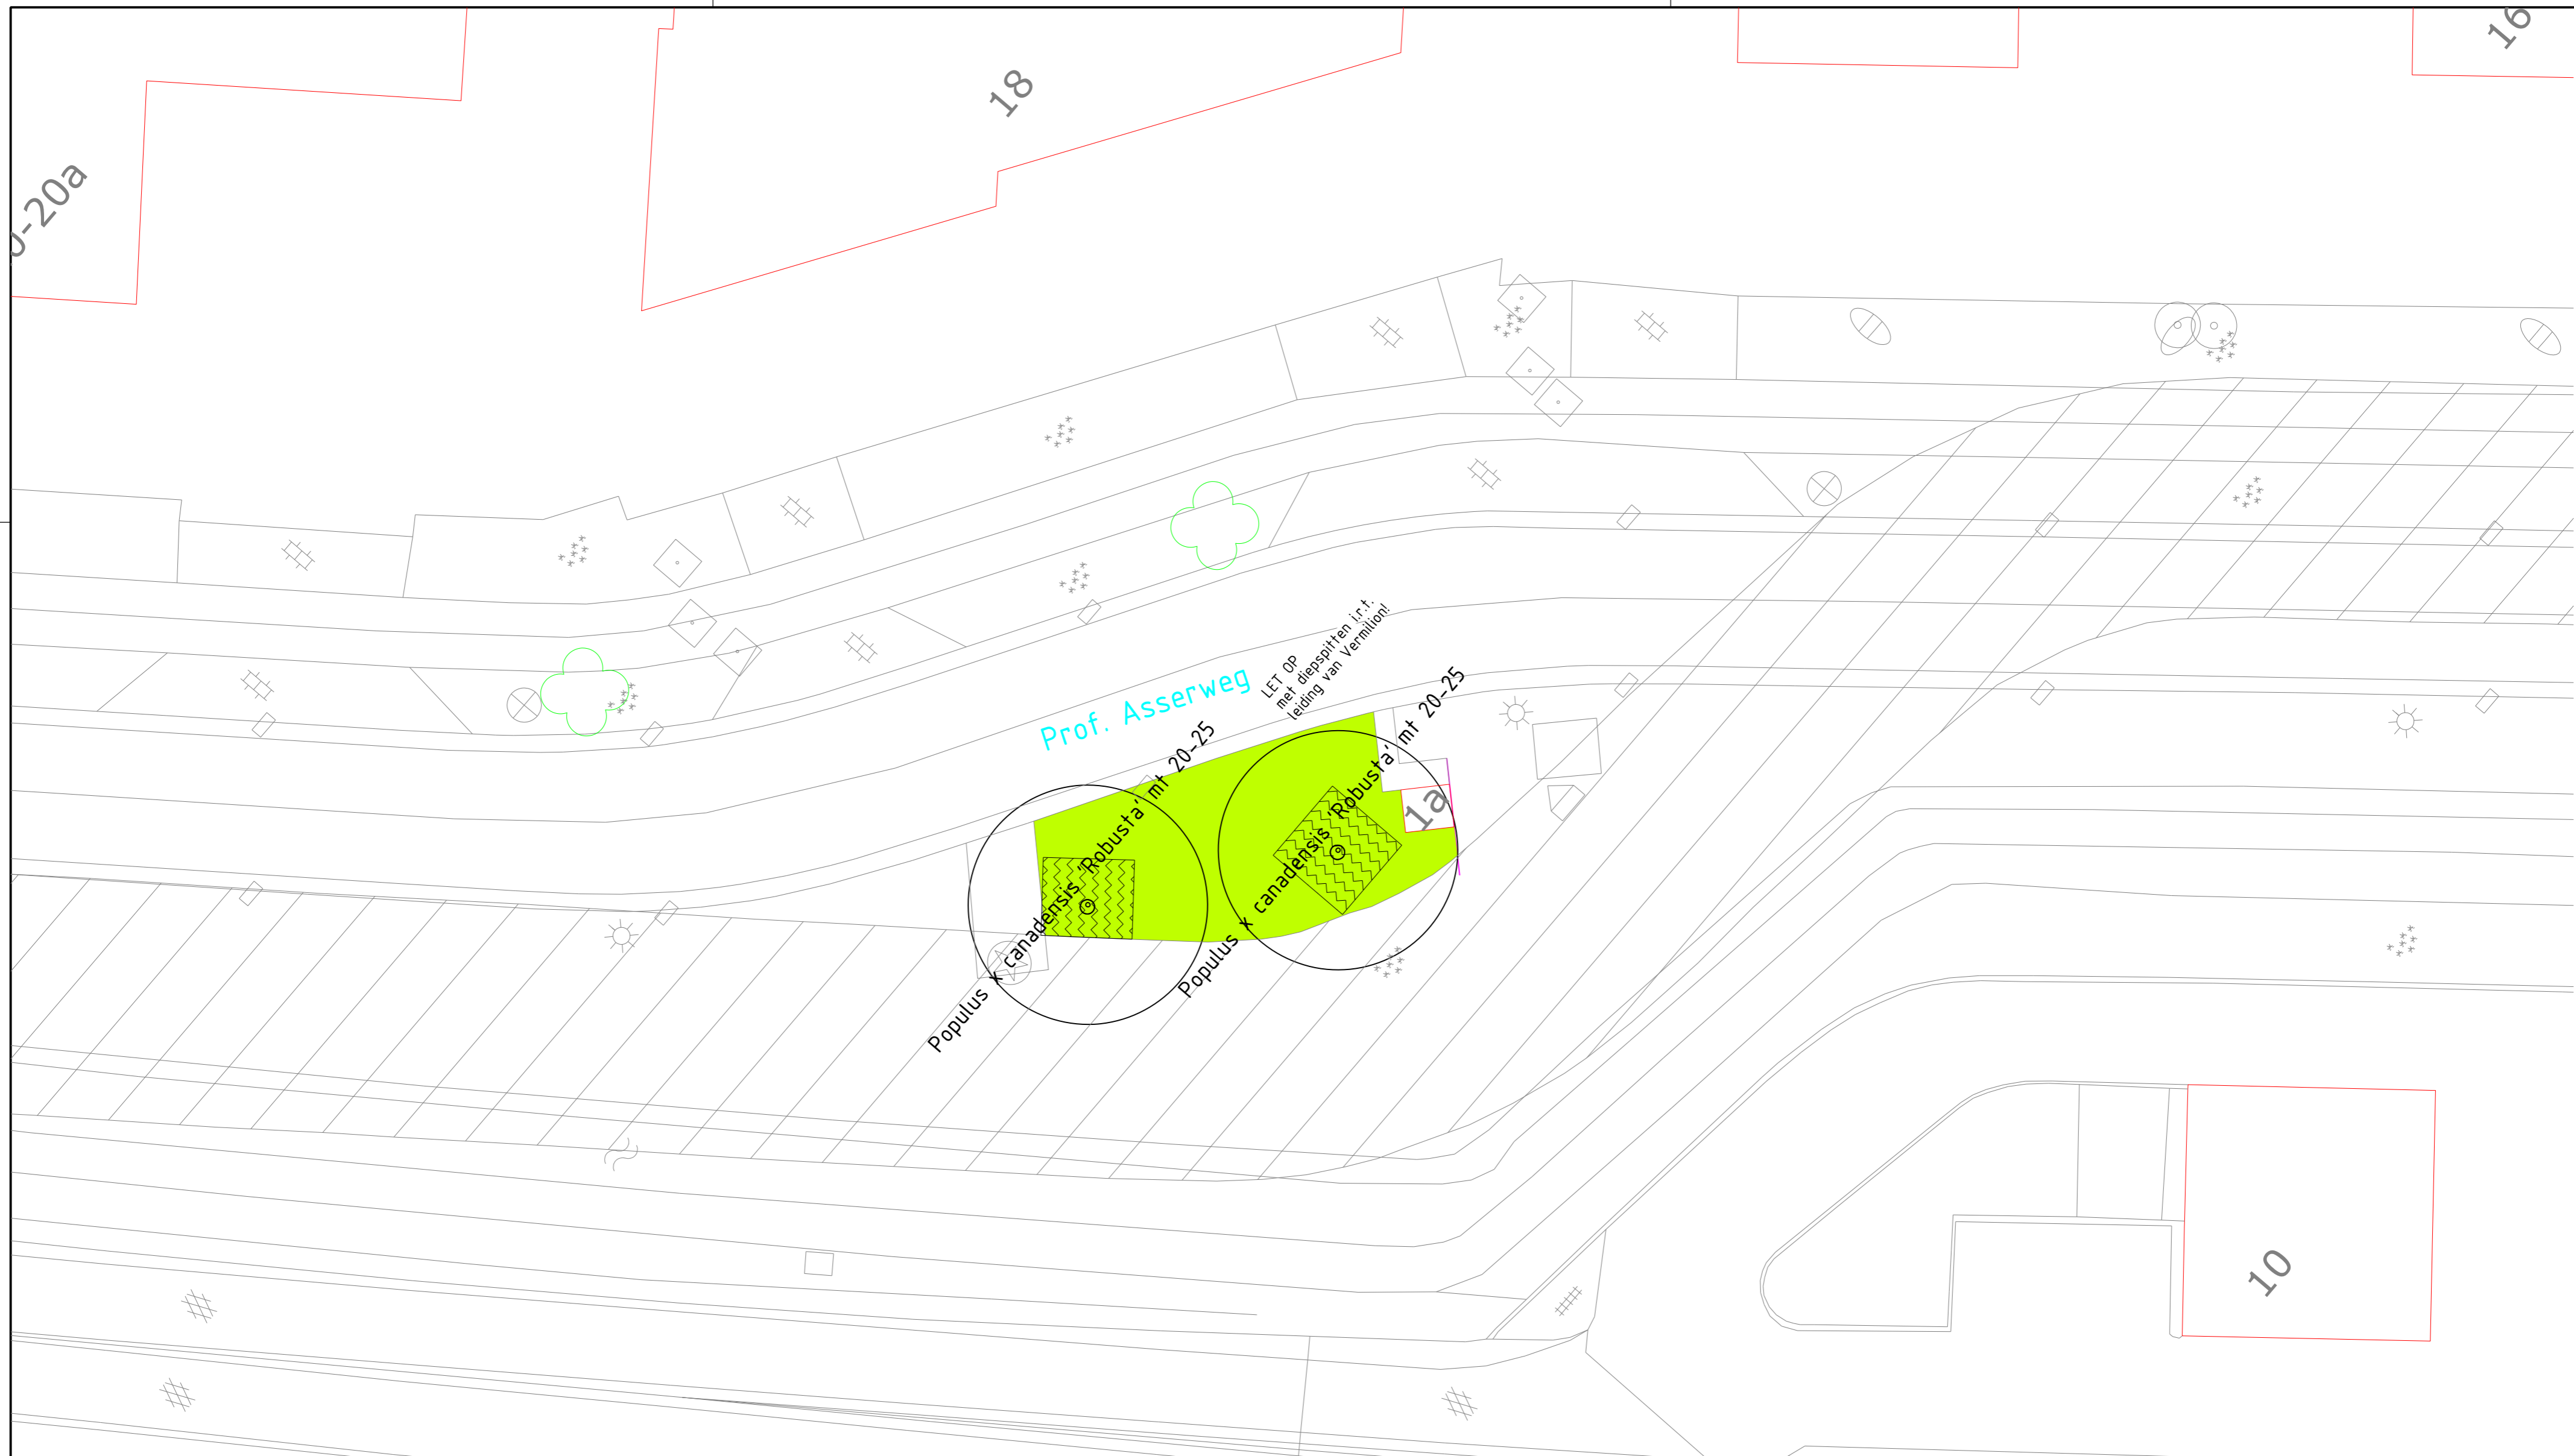 18
16
0-20a
LET OP
met diepspitten i.r.t.
leiding van Vermilion!
Prof. Asserweg
Populus x canadensis 'Robusta' mt 20-25
Populus x canadensis 'Robusta' mt 20-25
1a
10